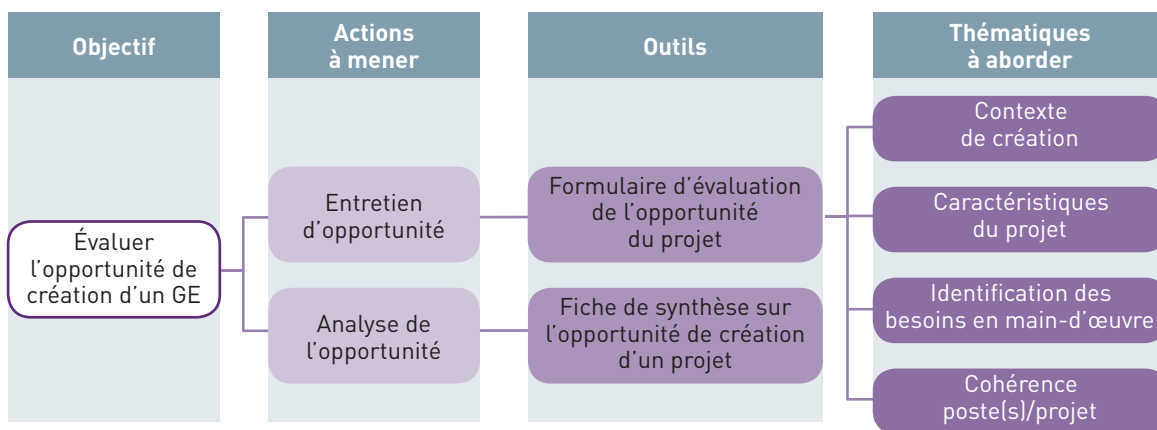 Objectif
Actions
à mener
Outils
Thématiques
à aborder
Évaluer
l’opportunité de
création d’un GE
Entretien
d’opportunité
Analyse de
l’opportunité
Formulaire d’évaluation
de l’opportunité
du projet
Fiche de synthèse sur
l’opportunité de création
d’un projet
Contexte
de création
Caractéristiques
du projet
Identification des
besoins en main-d’œuvre
Cohérence
poste(s)/projet